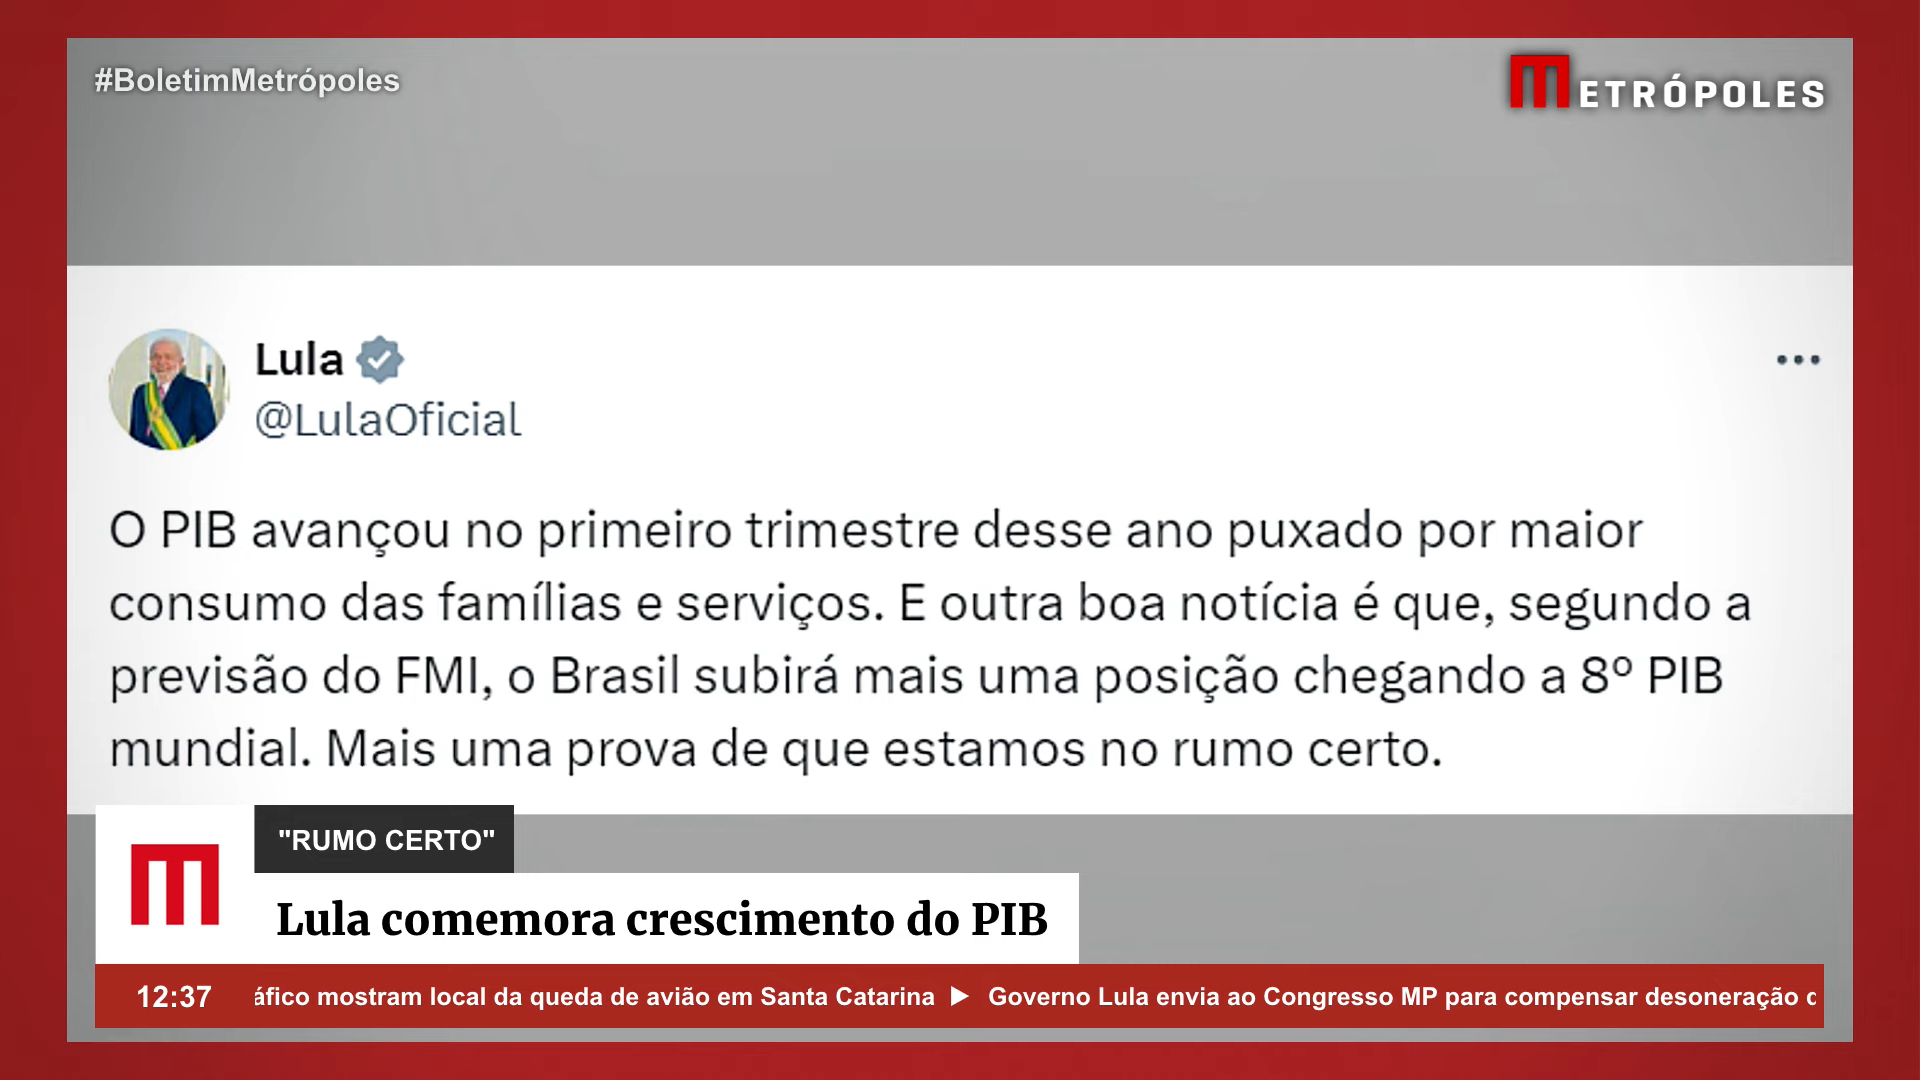 #BoletimMetrópoles
METRÓPOLES
Lula
@LulaOficial
O PIB avançou no primeiro trimestre desse ano puxado por maior
consumo das famílias e serviços. E outra boa notícia é que, segundo a
previsão do FMI, o Brasil subirá mais uma posição chegando a 8º PIB
mundial. Mais uma prova de que estamos no rumo certo.
"RUMO CERTO"
Lula comemora crescimento do PIB
12:37 áfico mostram local da queda de avião em Santa Catarina ▶ Governo Lula envia ao Congresso MP para compensar desoneração